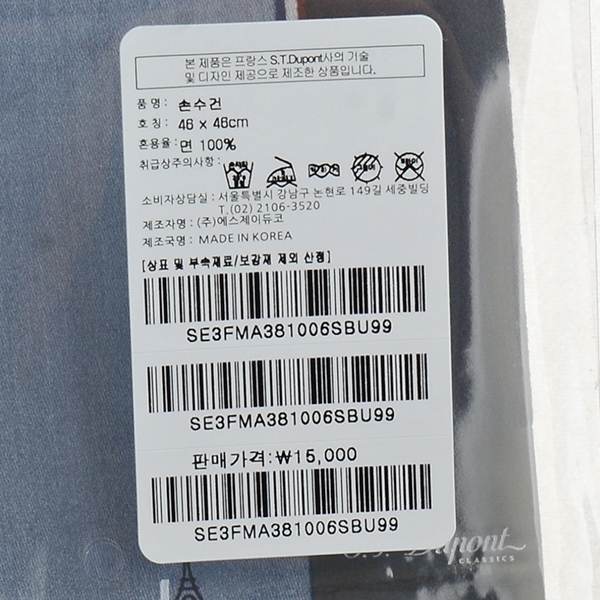 본 제품은 프랑스 S.T.Dupont사의 기술
및 디자인 제공으로 제조한 상품입니다.
품명: 손수건
호칭: 46 x 46cm
혼용율: 면 100%
취급상주의사항:
소비자상담실: 서울특별시 강남구 논현로 149길 세중빌딩
T.(02) 2106-3520
제조자명: (주)에스제이듀코
제조국명: MADE IN KOREA
[상표 및 부속재료/보강재 제외 산정]
SE3FMA381006SBU99
SE3FMA381006SBU99
판매가격:₩15,000
SE3FMA381006SBU99
Dupont
CLASSICS